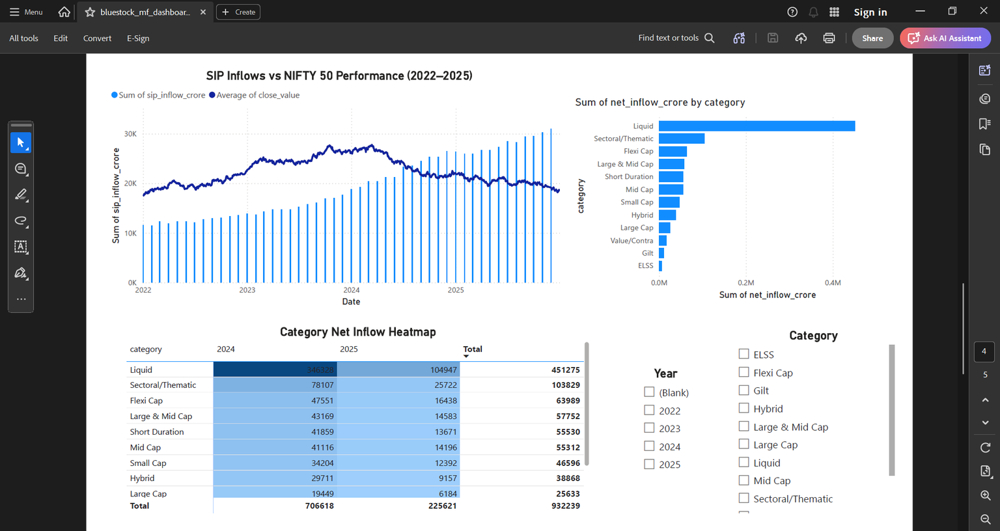 Menu
bluestock_mf_dashboar...
Create
Sign in
All tools
Edit
Convert
E-Sign
Find text or tools
Share
Ask AI Assistant
SIP Inflows vs NIFTY 50 Performance (2022–2025)
Sum of sip_inflow_crore Average of close_value
Sum of sip_inflow_crore
30K
20K
10K
0K
2022 2023 2024 2025
Date
Sum of net_inflow_crore by category
category
Liquid
Sectoral/Thematic
Flexi Cap
Large & Mid Cap
Short Duration
Mid Cap
Small Cap
Hybrid
Large Cap
Value/Contra
Gilt
ELSS
0.0M 0.2M 0.4M
Sum of net_inflow_crore
Category Net Inflow Heatmap
category 2024 2025 Total
Liquid 346328 104947 451275
Sectoral/Thematic 78107 25722 103829
Flexi Cap 47551 16438 63989
Large & Mid Cap 43169 14583 57752
Short Duration 41859 13671 55530
Mid Cap 41116 14196 55312
Small Cap 34204 12392 46596
Hybrid 29711 9157 38868
Large Cap 19449 6184 25633
Total 706618 225621 932239
Year
(Blank)
2022
2023
2024
2025
Category
ELSS
Flexi Cap
Gilt
Hybrid
Large & Mid Cap
Large Cap
Liquid
Mid Cap
Sectoral/Thematic
4
5